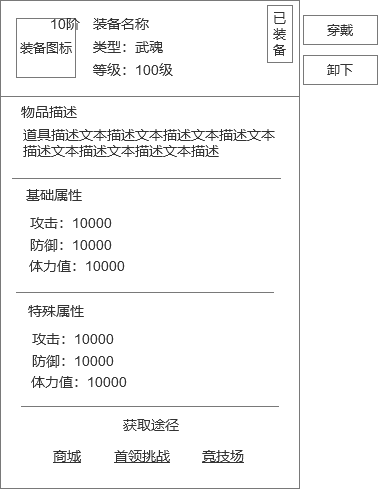 10阶 装备名称
装备图标
类型：武魂
等级：100级
已装备
穿戴
卸下
物品描述
道具描述文本描述文本描述文本描述文本
描述文本描述文本描述文本描述
基础属性
攻击：10000
防御：10000
体力值：10000
特殊属性
攻击：10000
防御：10000
体力值：10000
获取途径
商城 首领挑战 竞技场